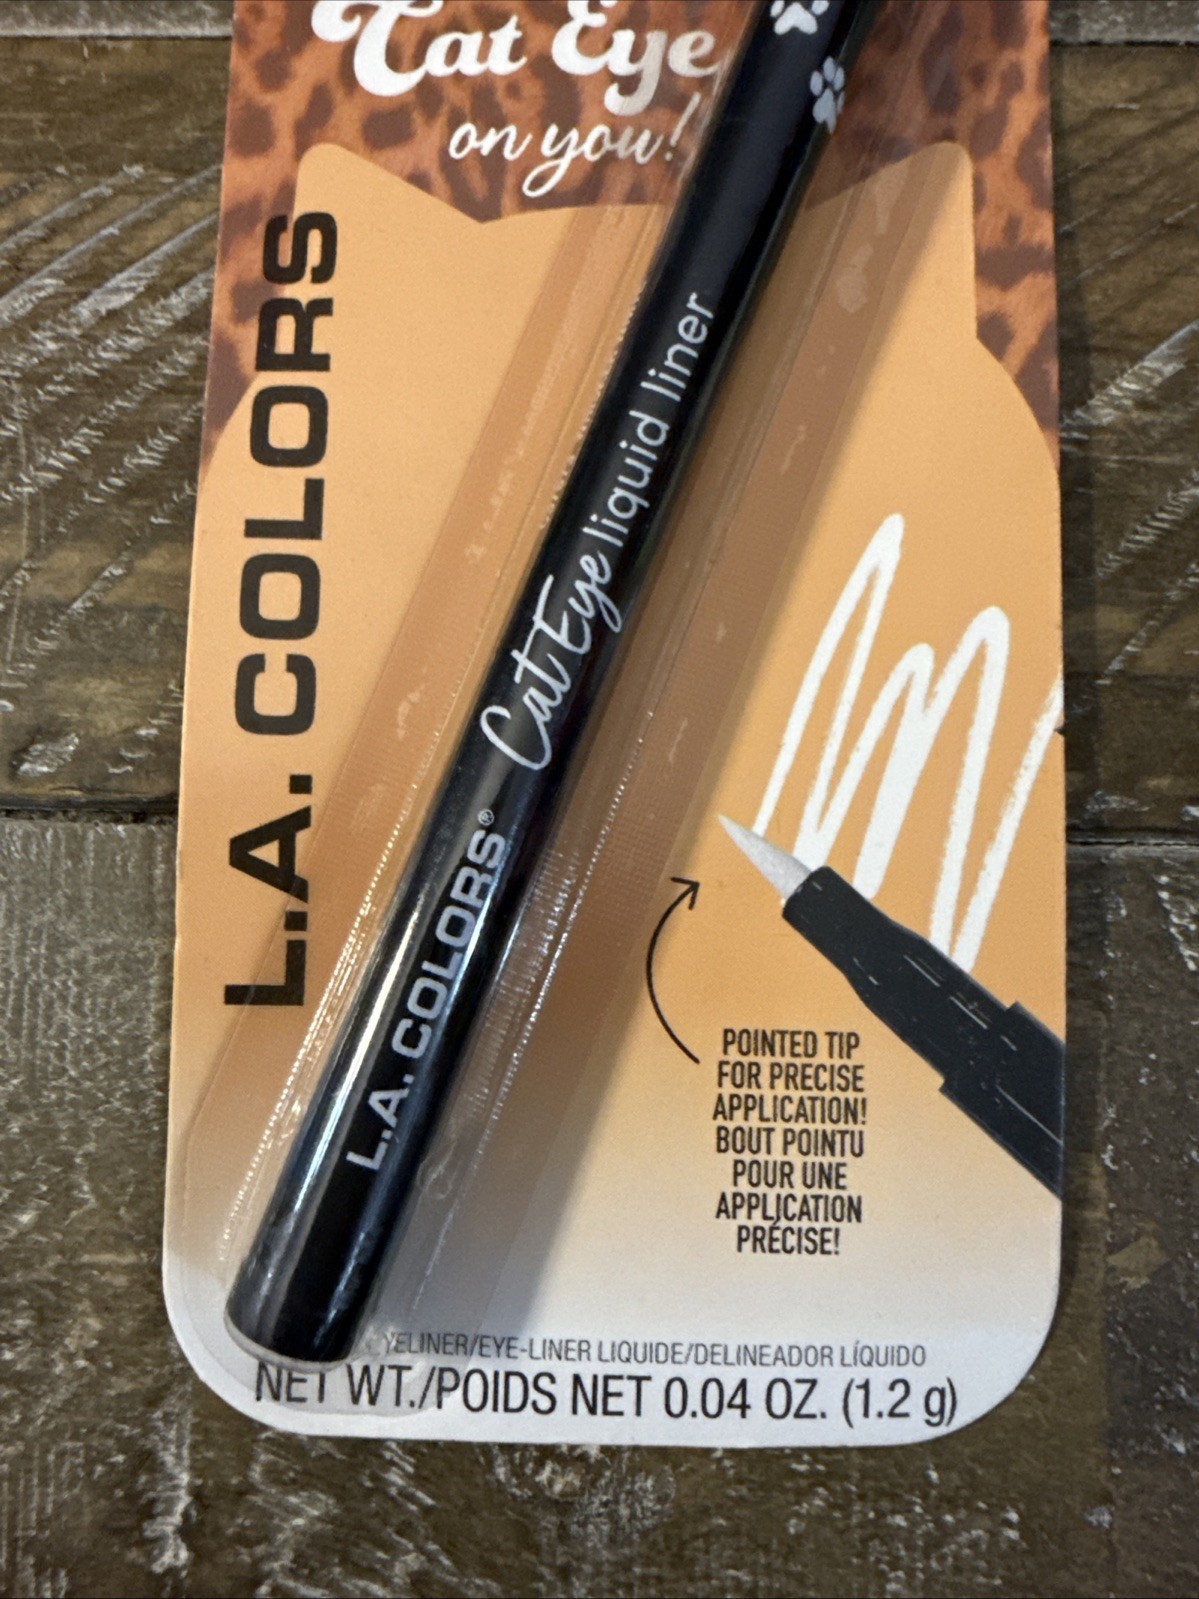 Cat Eye
on you!
L.A. COLORS
L.A. COLORS® Cat Eye liquid liner
POINTED TIP
FOR PRECISE
APPLICATION!
BOUT POINTU
POUR UNE
APPLICATION
PRÉCISE!
YELINER/EYE-LINER LIQUIDE/DELINEADOR LÍQUIDO
NET WT./POIDS NET 0.04 OZ. (1.2 g)